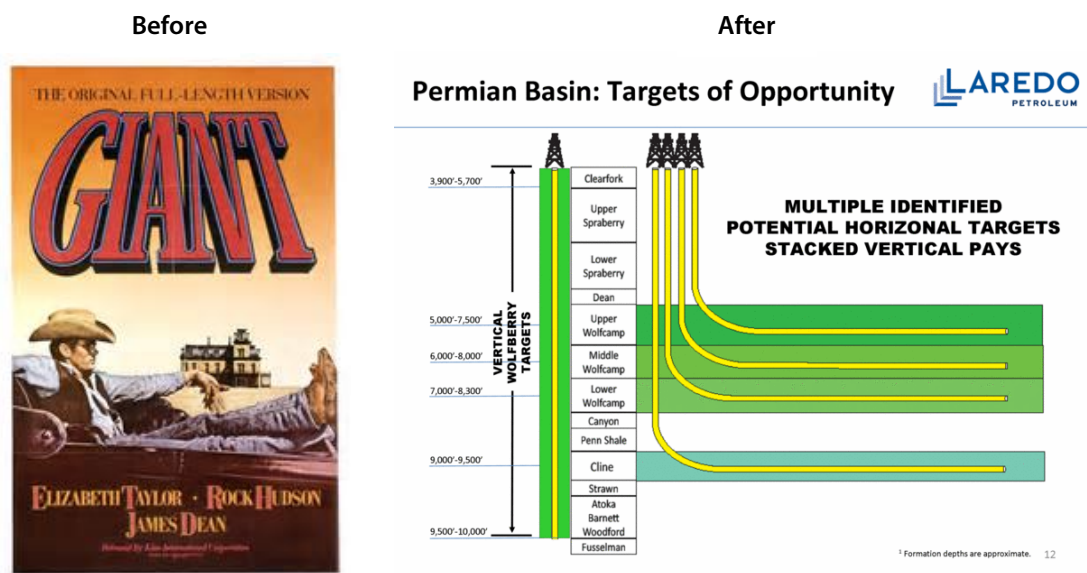 Before
After
THE ORIGINAL FULL-LENGTH VERSION
GIANT
ELIZABETH TAYLOR · ROCK HUDSON
JAMES DEAN
Permian Basin: Targets of Opportunity
LAREDO
PETROLEUM
3,900'-5,700'
5,000'-7,500'
6,000'-8,000'
7,000'-8,300'
9,000'-9,500'
9,500'-10,000'
VERTICAL
WOLFBERRY
TARGETS
Clearfork
Upper
Spraberry
Lower
Spraberry
Dean
Upper
Wolfcamp
Middle
Wolfcamp
Lower
Wolfcamp
Canyon
Penn Shale
Cline
Strawn
Atoka
Barnett
Woodford
Fusselman
MULTIPLE IDENTIFIED
POTENTIAL HORIZONAL TARGETS
STACKED VERTICAL PAYS
1 Formation depths are approximate.
12